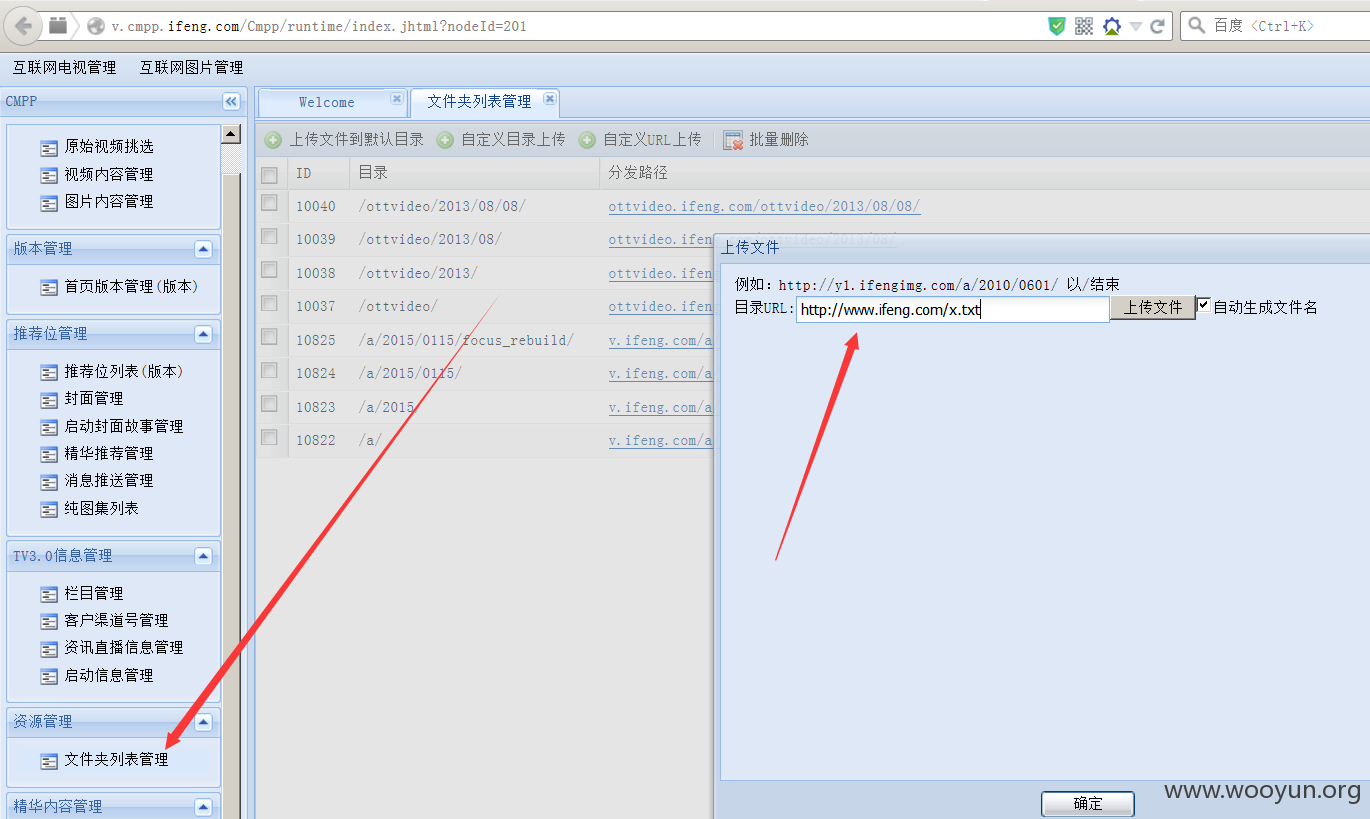 v.cmpp.ifeng.com/Cmpp/runtime/index.jhtml?nodeId=201
百度 <Ctrl+K>
互联网电视管理 互联网图片管理
CMPP
原始视频挑选
视频内容管理
图片内容管理
版本管理
首页版本管理(版本)
推荐位管理
推荐位列表(版本)
封面管理
启动封面故事管理
精华推荐管理
消息推送管理
纯图集列表
TV3.0信息管理
栏目管理
客户渠道号管理
资讯直播信息管理
启动信息管理
资源管理
文件夹列表管理
精华内容管理
Welcome 文件夹列表管理
上传文件到默认目录 自定义目录上传 自定义URL上传 批量删除
ID 目录 分发路径
10040 /ottvideo/2013/08/08/ ottvideo.ifeng.com/ottvideo/2013/08/08/
10039 /ottvideo/2013/08/ ottvideo.ifeng.com/ottvideo/2013/08/
10038 /ottvideo/2013/ ottvideo.ifeng
10037 /ottvideo/ ottvideo.ifeng
10825 /a/2015/0115/focus_rebuild/ v.ifeng.com/a
10824 /a/2015/0115/ v.ifeng.com/a
10823 /a/2015/ v.ifeng.com/a
10822 /a/ v.ifeng.com/a
上传文件
例如: http://y1.ifengimg.com/a/2010/0601/ 以/结束
目录URL: http://www.ifeng.com/x.txt 上传文件 自动生成文件名
确定
www.wooyun.org